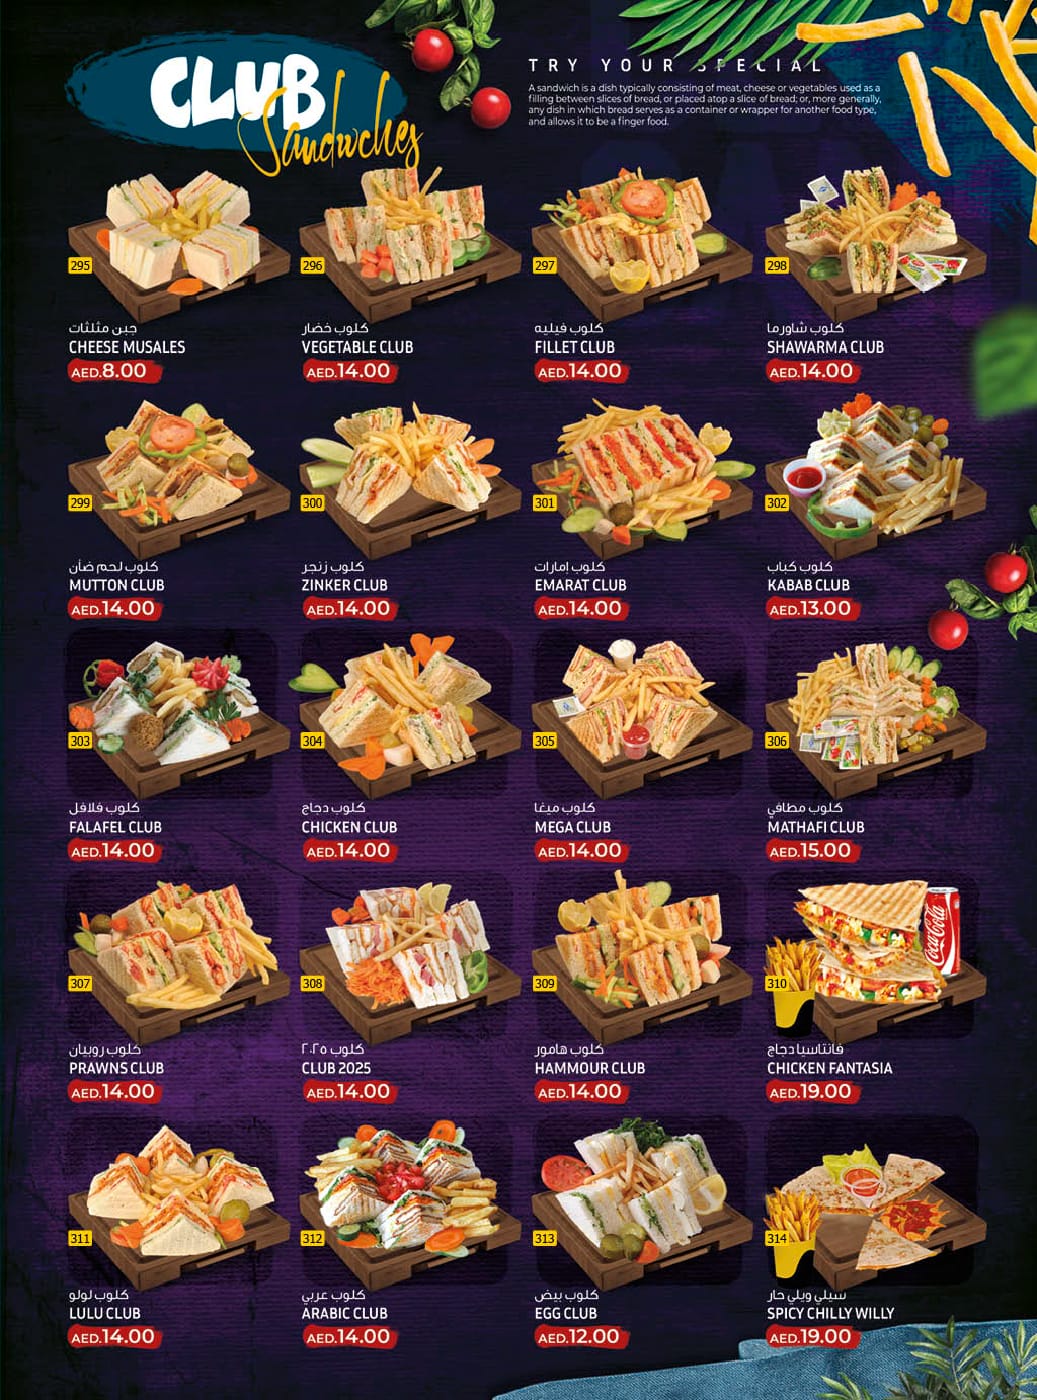 CLUB
Sandwches
TRY YOUR SPECIAL
A sandwich is a dish typically consisting of meat, cheese or vegetables used as a
filling between slices of bread, or placed atop a slice of bread; or, more generally,
any dish in which bread serves as a container or wrapper for another food type,
and allows it to be a finger food.
295
جبن مثلثات
CHEESE MUSALES
AED.8.00
296
كلوب خضار
VEGETABLE CLUB
AED.14.00
297
كلوب فيليه
FILLET CLUB
AED.14.00
298
كلوب شاورما
SHAWARMA CLUB
AED.14.00
299
كلوب لحم ضأن
MUTTON CLUB
AED.14.00
300
كلوب زنجر
ZINKER CLUB
AED.14.00
301
كلوب إمارات
EMARAT CLUB
AED.14.00
302
كلوب كباب
KABAB CLUB
AED.13.00
303
كلوب فلافل
FALAFEL CLUB
AED.14.00
304
كلوب دجاج
CHICKEN CLUB
AED.14.00
305
كلوب ميغا
MEGA CLUB
AED.14.00
306
كلوب مطافي
MATHAFI CLUB
AED.15.00
307
كلوب روبيان
PRAWNS CLUB
AED.14.00
308
كلوب ٢٠٢٥
CLUB 2025
AED.14.00
309
كلوب هامور
HAMMOUR CLUB
AED.14.00
310
Coca-Cola
فانتاسيا دجاج
CHICKEN FANTASIA
AED.19.00
311
كلوب لولو
LULU CLUB
AED.14.00
312
كلوب عربي
ARABIC CLUB
AED.14.00
313
كلوب بيض
EGG CLUB
AED.12.00
314
سيلي ويلي حار
SPICY CHILLY WILLY
AED.19.00